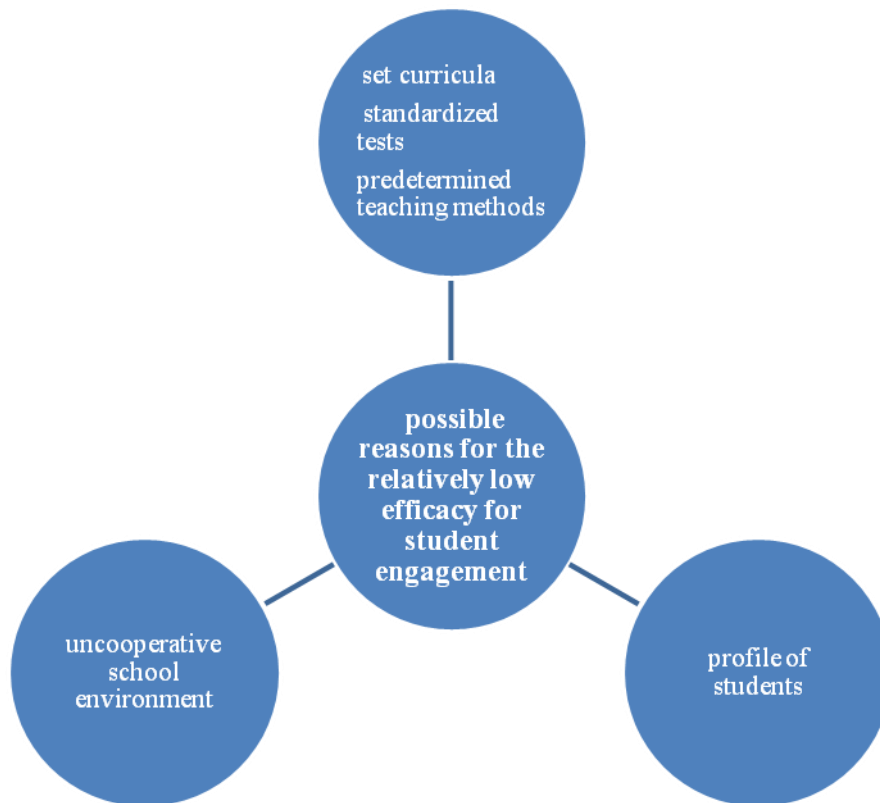 set curricula
standardized
tests
predetermined
teaching methods
possible
reasons for the
relatively low
efficacy for
student
engagement
uncooperative
school
environment
profile of
students